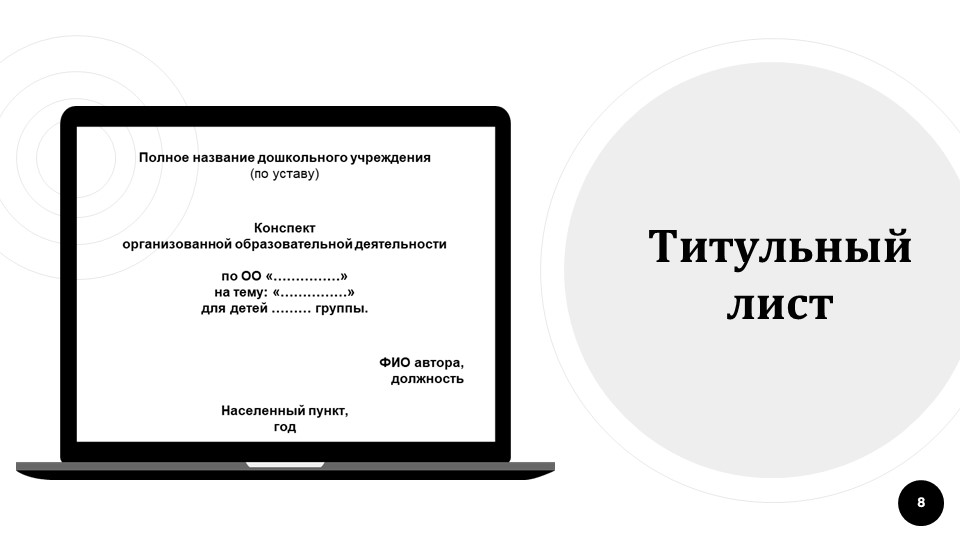 Полное название дошкольного учреждения
(по уставу)
Конспект
организованной образовательной деятельности
по ОО «……………»
на тему: «……………»
для детей ……… группы.
ФИО автора,
должность
Населенный пункт,
год
Титульный
лист
8